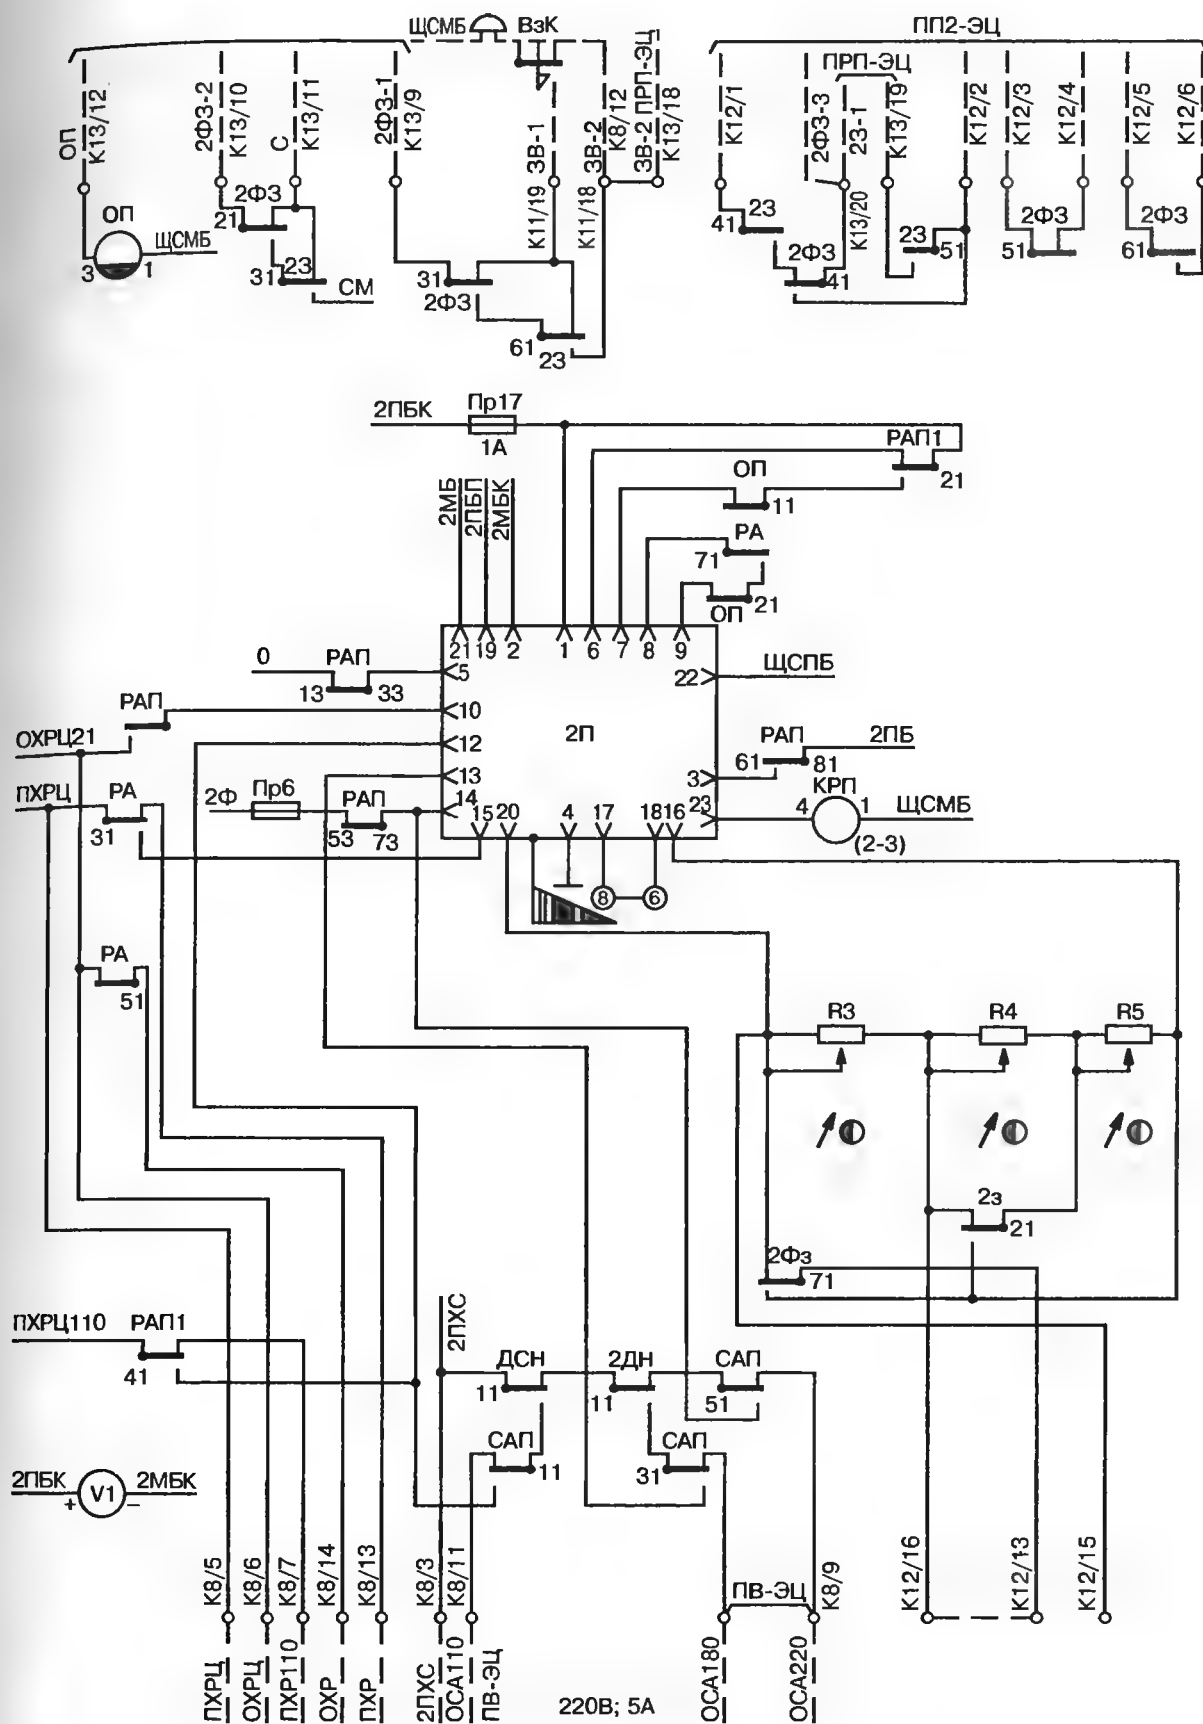 ЩСМБ ВзК ПП2-ЭЦ
ОП К13/12 2ФЗ-2 К13/10 С К13/11 2ФЗ-1 К13/9 ЗВ-1 ЗВ-2 К8/12 ЗВ-2 ПРП-ЭЦ К13/18
К12/1 2ФЗ-3 ПРП-ЭЦ 23-1 К13/19 К12/2 К12/3 К12/4 К12/5 К12/6
К11/19 К11/18 К13/20
ОП 3 1 ЩСМБ
2ФЗ 21 31 23 СМ
31 2ФЗ 61 23
41 23 2ФЗ 41 23 51
2ФЗ 51 2ФЗ 61
2ПБК Пр17 1А РАП1 21
ОП 11
РА 71
21 ОП
2МБ 2ПБП 2МБК
21 19 2 1 6 7 8 9
0 РАП 13 33 5
22 ЩСПБ
РАП 10
ОХРЦ21 12
2П
РАП 2ПБ 61 81 3
ПХРЦ РА 31 13
2Ф Пр6 РАП 53 73 14
15 20 4 17 18 16 23
4 КРП 1 ЩСМБ (2-3)
8 6
РА 51
R3 R4 R5
2з 21
2Фз 71
ПХРЦ110 РАП1 41
2ПХС
ДСН 11 2ДН 11 САП 51
САП 11 САП 31
2ПБК + V1 – 2МБК
К8/5 К8/6 К8/7 К8/14 К8/13 К8/3 К8/11 ПВ-ЭЦ К8/9 К12/16 К12/13 К12/15
ПХРЦ ОХРЦ ПХР110 ОХР ПХР 2ПХС ОСА110 ПВ-ЭЦ 220В; 5А ОСА180 ОСА220